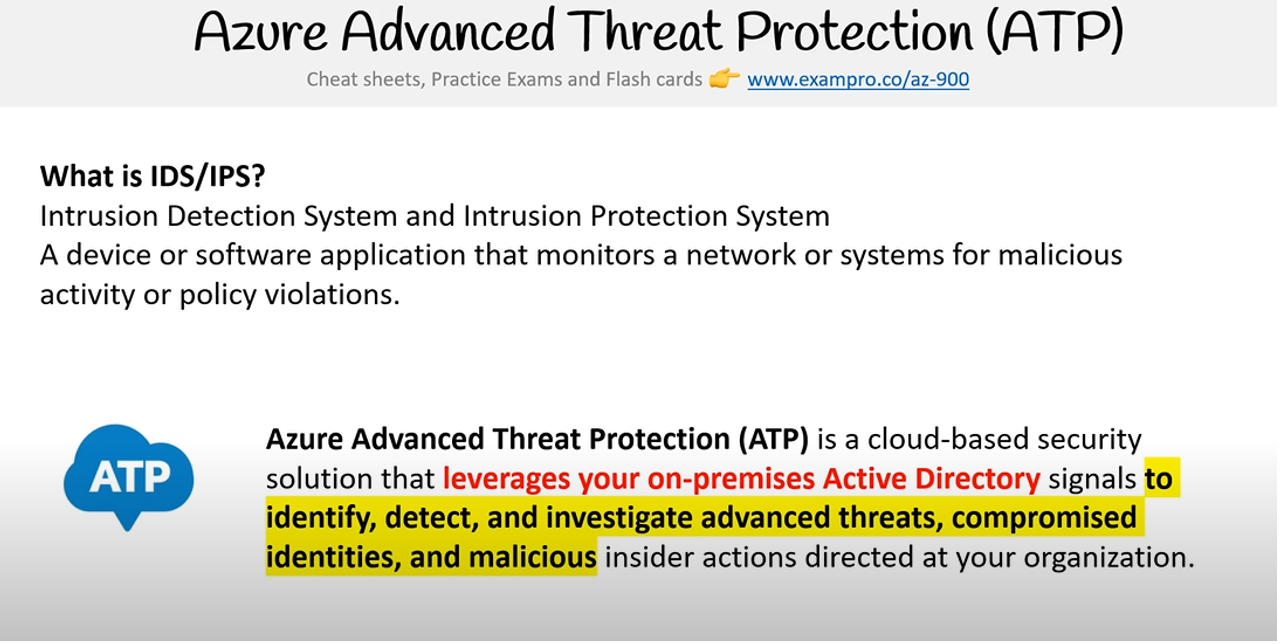 Azure Advanced Threat Protection (ATP)
Cheat sheets, Practice Exams and Flash cards 👉 www.exampro.co/az-900
What is IDS/IPS?
Intrusion Detection System and Intrusion Protection System
A device or software application that monitors a network or systems for malicious
activity or policy violations.
ATP
Azure Advanced Threat Protection (ATP) is a cloud-based security
solution that leverages your on-premises Active Directory signals to
identify, detect, and investigate advanced threats, compromised
identities, and malicious insider actions directed at your organization.